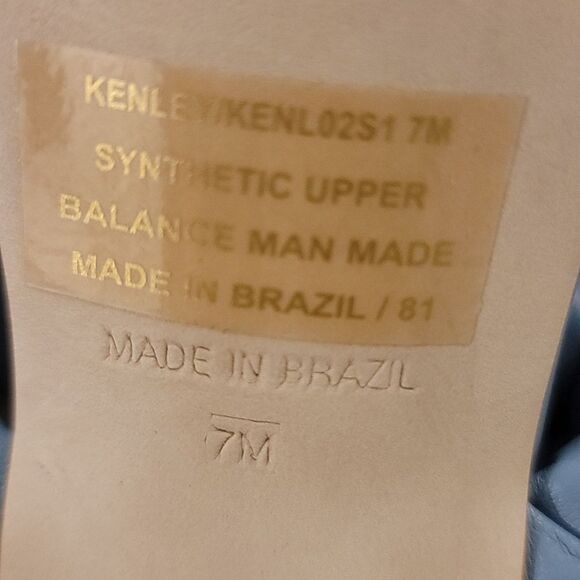 KENLEY/KENL02S1 7M
SYNTHETIC UPPER
BALANCE MAN MADE
MADE IN BRAZIL / 81
MADE IN BRAZIL
7M